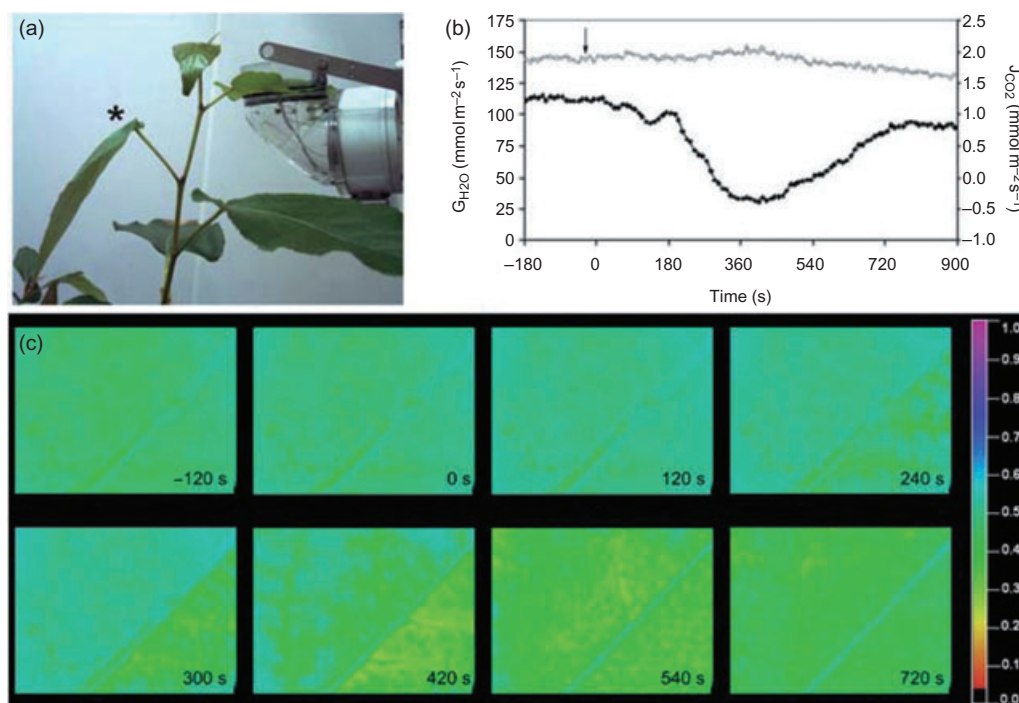 (a)
*
(b)
175
150
125
100
75
50
25
0
G_H2O (mmol m−2 s−1)
2.5
2.0
1.5
1.0
0.5
0.0
−0.5
−1.0
J_CO2 (mmol m−2 s−1)
−180 0 180 360 540 720 900
Time (s)
(c)
−120 s
0 s
120 s
240 s
300 s
420 s
540 s
720 s
1.0
0.9
0.8
0.7
0.6
0.5
0.4
0.3
0.2
0.1
0.0